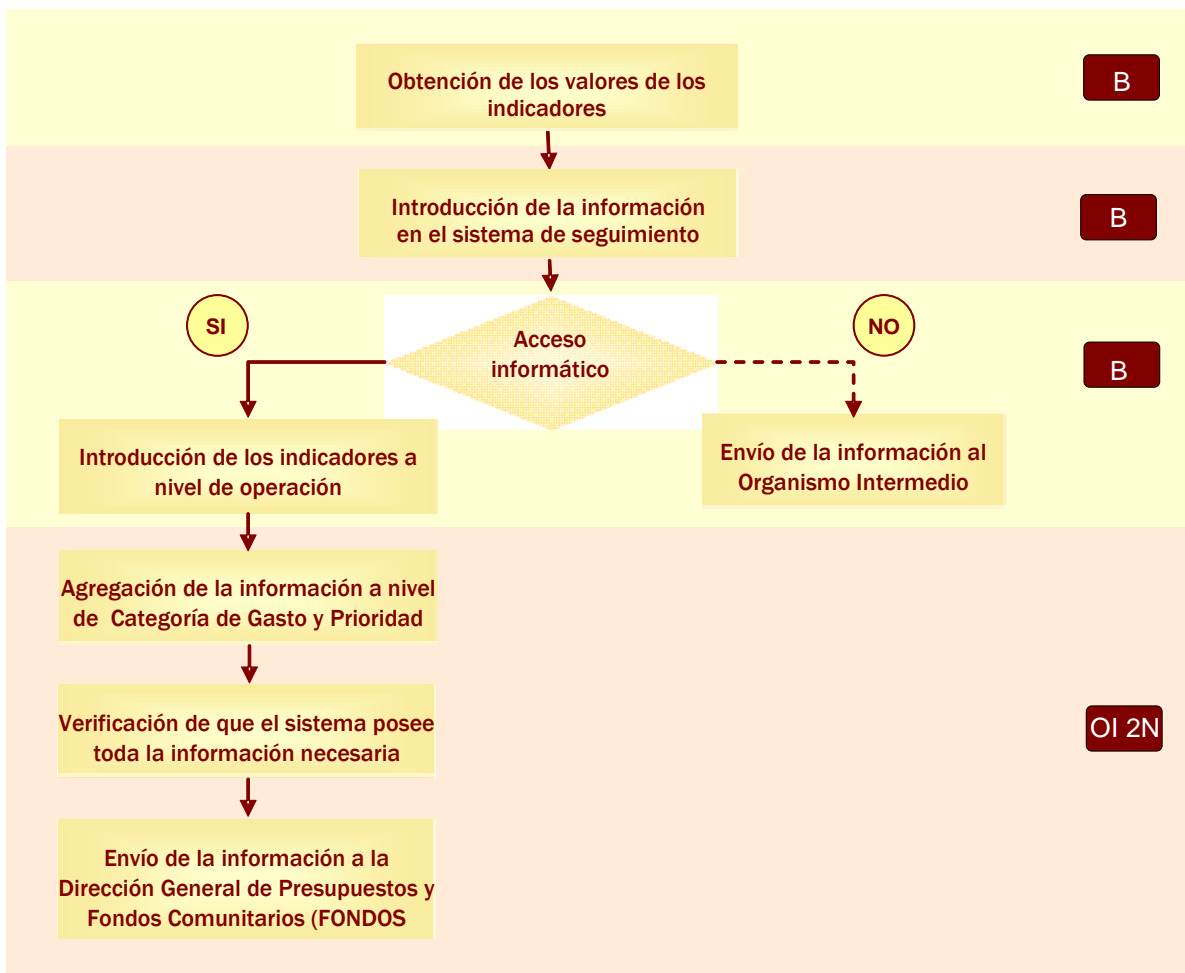 Obtención de los valores de los
indicadores
B
Introducción de la información
en el sistema de seguimiento
B
SI
Acceso
informático
NO
B
Introducción de los indicadores a
nivel de operación
Envío de la información al
Organismo Intermedio
Agregación de la información a nivel
de Categoría de Gasto y Prioridad
Verificación de que el sistema posee
toda la información necesaria
OI 2N
Envío de la información a la
Dirección General de Presupuestos y
Fondos Comunitarios (FONDOS